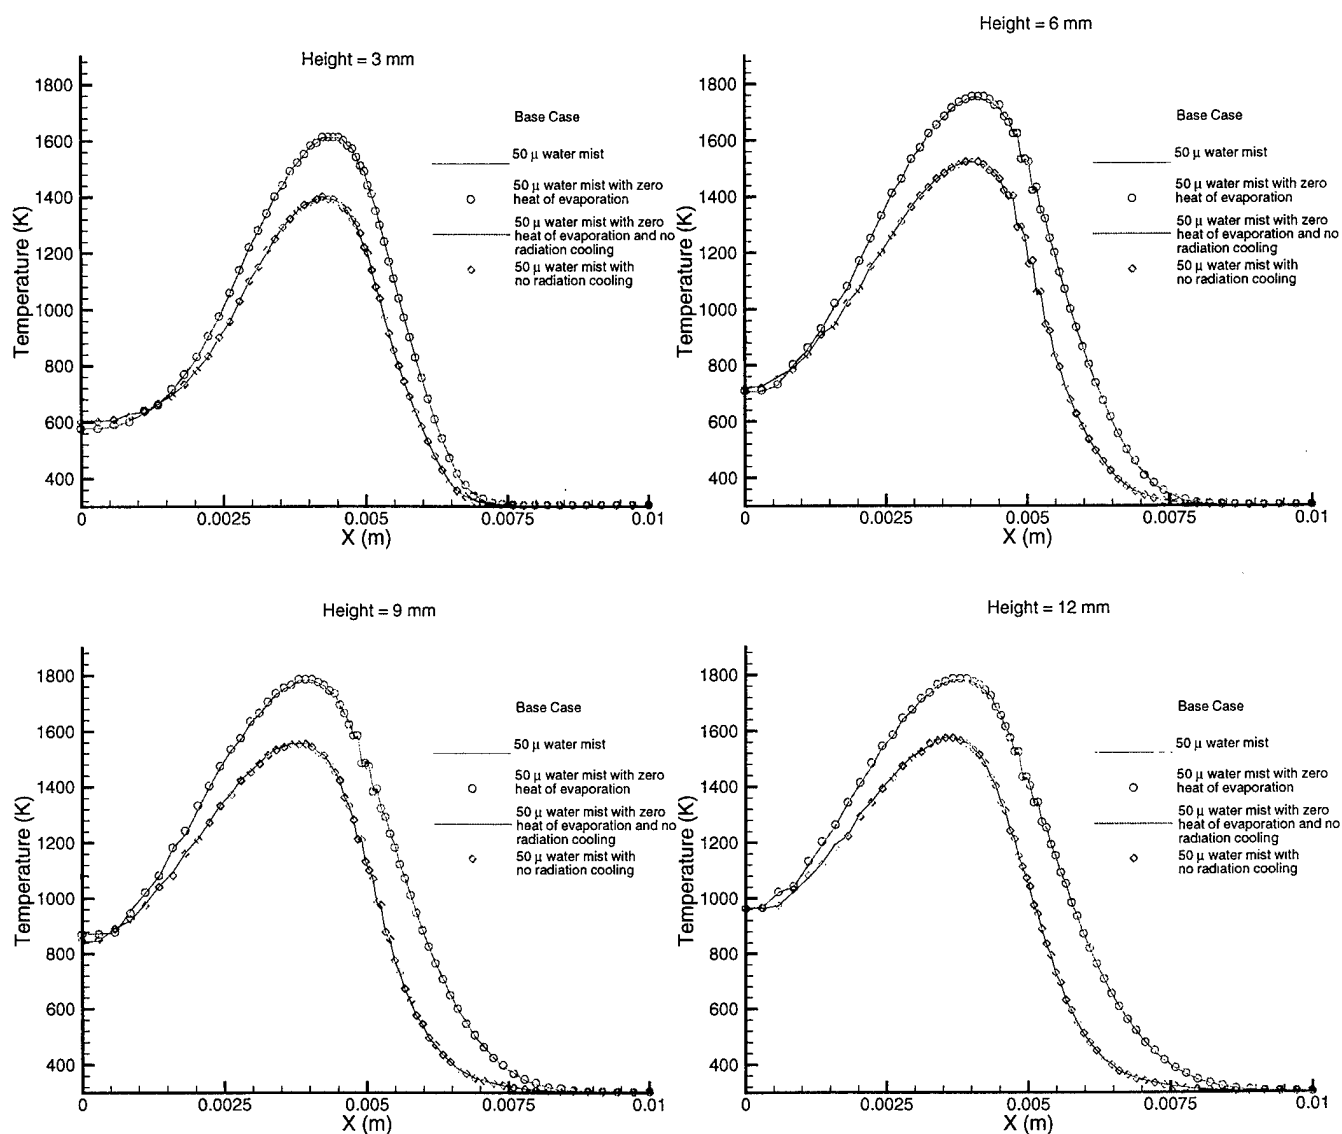 Height = 3 mm
1800
1600
1400
1200
1000
800
600
400
Temperature (K)
Base Case
50 μ water mist
50 μ water mist with zero
heat of evaporation
50 μ water mist with zero
heat of evaporation and no
radiation cooling
50 μ water mist with
no radiation cooling
0 0.0025 0.005 0.0075 0.01
X (m)
Height = 6 mm
1800
1600
1400
1200
1000
800
600
400
Temperature (K)
Base Case
50 μ water mist
50 μ water mist with zero
heat of evaporation
50 μ water mist with zero
heat of evaporation and no
radiation cooling
50 μ water mist with
no radiation cooling
0 0.0025 0.005 0.0075 0.01
X (m)
Height = 9 mm
1800
1600
1400
1200
1000
800
600
400
Temperature (K)
Base Case
50 μ water mist
50 μ water mist with zero
heat of evaporation
50 μ water mist with zero
heat of evaporation and no
radiation cooling
50 μ water mist with
no radiation cooling
0 0.0025 0.005 0.0075 0.01
X (m)
Height = 12 mm
1800
1600
1400
1200
1000
800
600
400
Temperature (K)
Base Case
50 μ water mist
50 μ water mist with zero
heat of evaporation
50 μ water mist with zero
heat of evaporation and no
radiation cooling
50 μ water mist with
no radiation cooling
0 0.0025 0.005 0.0075 0.01
X (m)